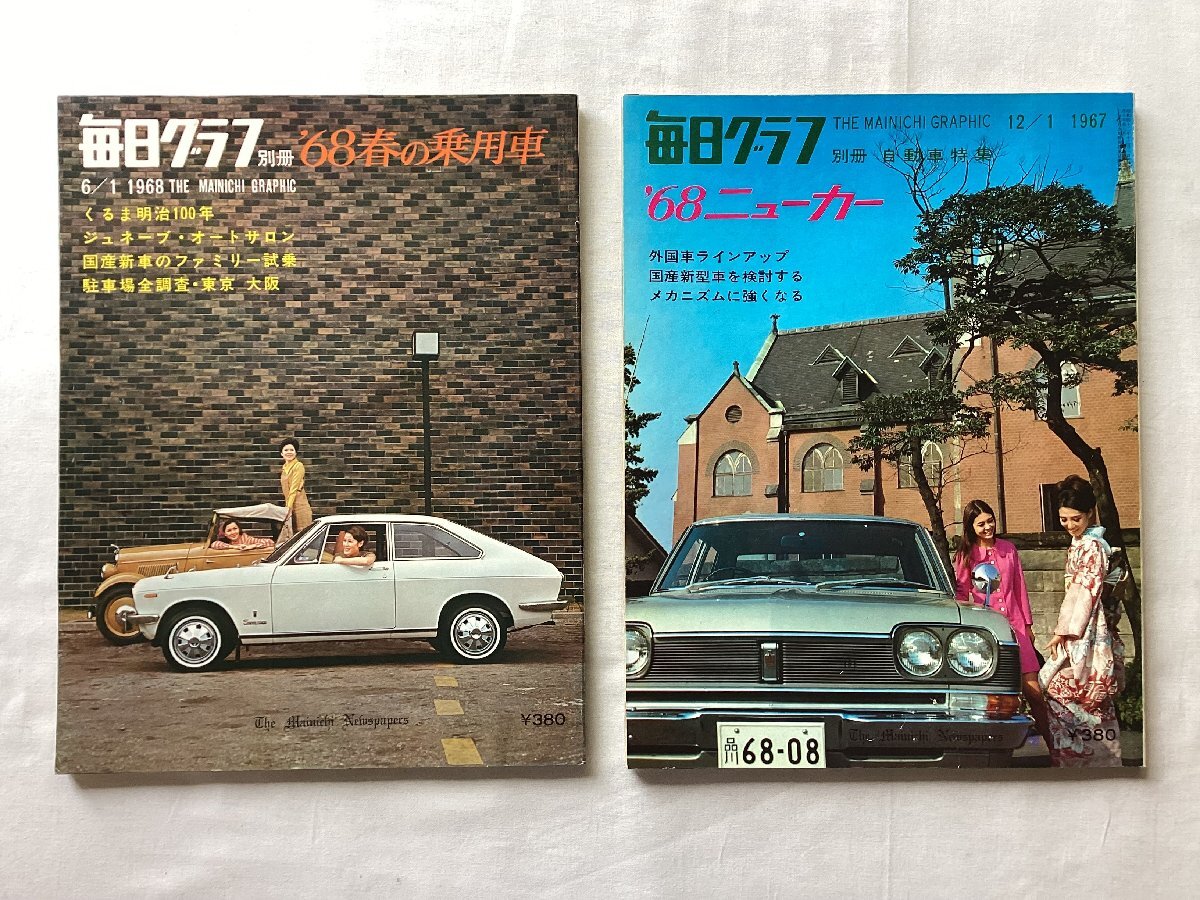 毎日グラフ別冊 '68春の乗用車
6/1 1968 THE MAINICHI GRAPHIC
くるま明治100年
ジュネーブ・オートサロン
国産新車のファミリー試乗
駐車場全調査・東京 大阪
The Mainichi Newspapers
¥380
毎日グラフ THE MAINICHI GRAPHIC 12/1 1967
別冊 自動車特集
'68ニューカー
外国車ラインアップ
国産新型車を検討する
メカニズムに強くなる
品川 68-08
The Mainichi Newspapers
¥380